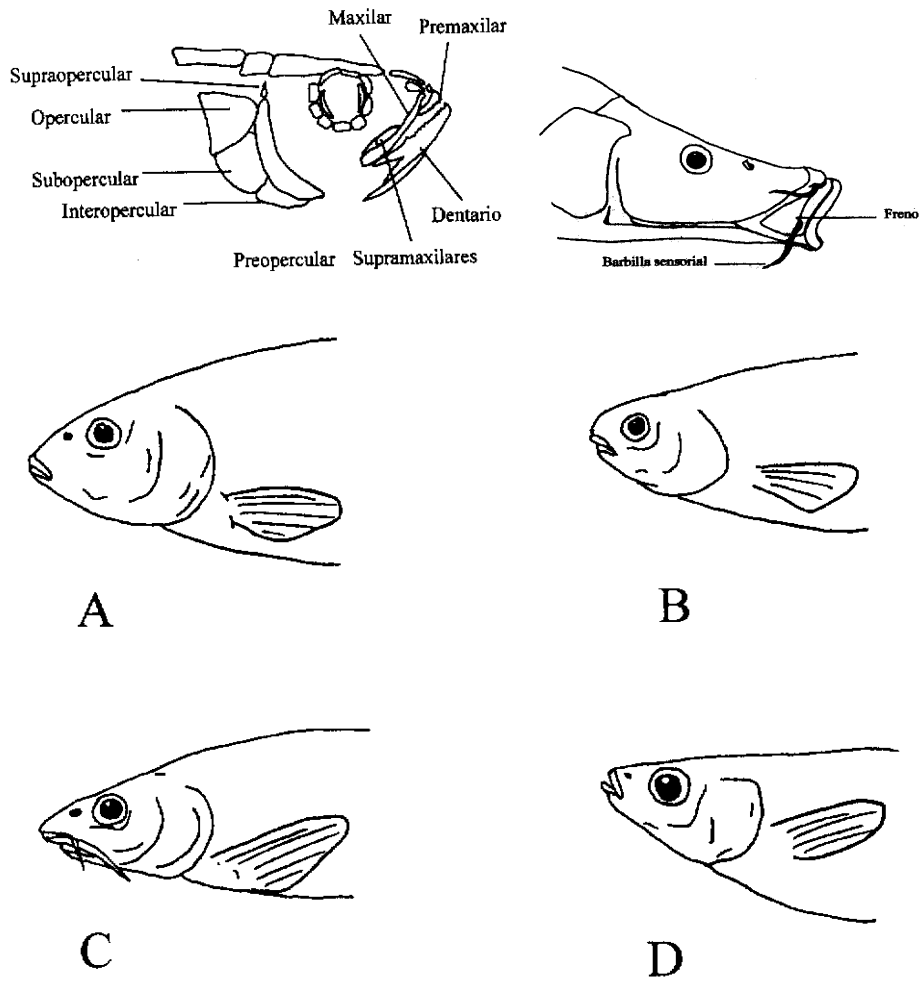 Maxilar
Premaxilar
Supraopercular
Opercular
Subopercular
Interopercular
Dentario
Preopercular Supramaxilares
Freno
Barbilla sensorial
A
B
C
D